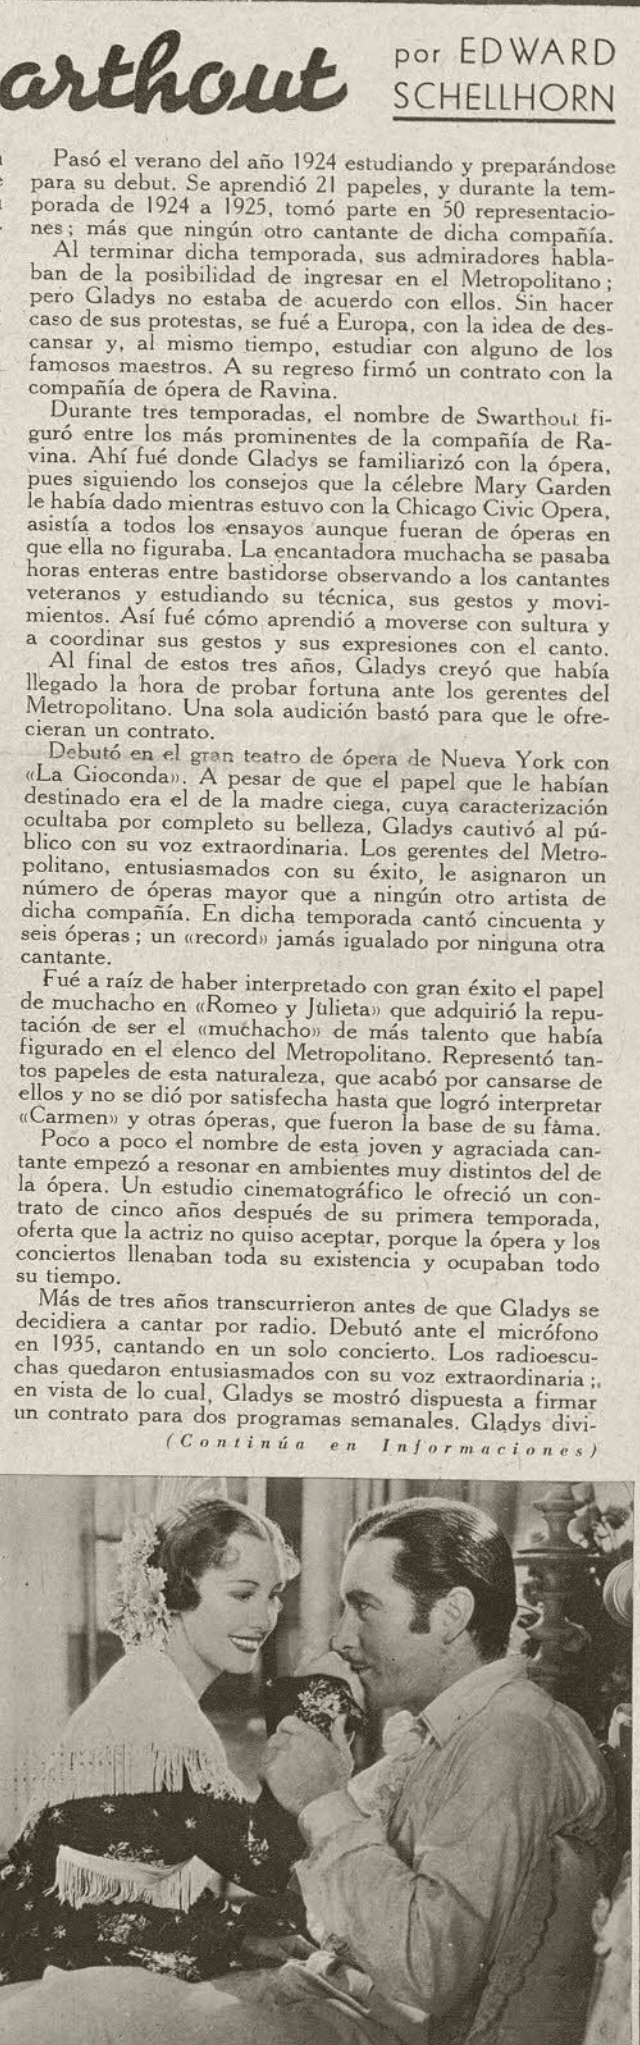 arthout
por EDWARD
SCHELLHORN
Pasó el verano del año 1924 estudiando y preparándose
para su debut. Se aprendió 21 papeles, y durante la tem-
porada de 1924 a 1925, tomó parte en 50 representacio-
nes; más que ningún otro cantante de dicha compañía.
Al terminar dicha temporada, sus admiradores habla-
ban de la posibilidad de ingresar en el Metropolitano;
pero Gladys no estaba de acuerdo con ellos. Sin hacer
caso de sus protestas, se fué a Europa, con la idea de des-
cansar y, al mismo tiempo, estudiar con alguno de los
famosos maestros. A su regreso firmó un contrato con la
compañía de ópera de Ravina.
Durante tres temporadas, el nombre de Swarthout fi-
guró entre los más prominentes de la compañía de Ra-
vina. Ahí fué donde Gladys se familiarizó con la ópera,
pues siguiendo los consejos que la célebre Mary Garden
le había dado mientras estuvo con la Chicago Civic Opera,
asistía a todos los ensayos aunque fueran de óperas en
que ella no figuraba. La encantadora muchacha se pasaba
horas enteras entre bastidorse observando a los cantantes
veteranos y estudiando su técnica, sus gestos y movi-
mientos. Así fué cómo aprendió a moverse con sultura y
a coordinar sus gestos y sus expresiones con el canto.
Al final de estos tres años, Gladys creyó que había
llegado la hora de probar fortuna ante los gerentes del
Metropolitano. Una sola audición bastó para que le ofre-
cieran un contrato.
Debutó en el gran teatro de ópera de Nueva York con
«La Gioconda». A pesar de que el papel que le habían
destinado era el de la madre ciega, cuya caracterización
ocultaba por completo su belleza, Gladys cautivó al pú-
blico con su voz extraordinaria. Los gerentes del Metro-
politano, entusiasmados con su éxito, le asignaron un
número de óperas mayor que a ningún otro artista de
dicha compañía. En dicha temporada cantó cincuenta y
seis óperas; un «record» jamás igualado por ninguna otra
cantante.
Fué a raíz de haber interpretado con gran éxito el papel
de muchacho en «Romeo y Julieta» que adquirió la repu-
tación de ser el «muchacho» de más talento que había
figurado en el elenco del Metropolitano. Representó tan-
tos papeles de esta naturaleza, que acabó por cansarse de
ellos y no se dió por satisfecha hasta que logró interpretar
«Carmen» y otras óperas, que fueron la base de su fama.
Poco a poco el nombre de esta joven y agraciada can-
tante empezó a resonar en ambientes muy distintos del de
la ópera. Un estudio cinematográfico le ofreció un con-
trato de cinco años después de su primera temporada,
oferta que la actriz no quiso aceptar, porque la ópera y los
conciertos llenaban toda su existencia y ocupaban todo
su tiempo.
Más de tres años transcurrieron antes de que Gladys se
decidiera a cantar por radio. Debutó ante el micrófono
en 1935, cantando en un solo concierto. Los radioescu-
chas quedaron entusiasmados con su voz extraordinaria;
en vista de lo cual, Gladys se mostró dispuesta a firmar
un contrato para dos programas semanales. Gladys divi-
(Continúa en Informaciones)